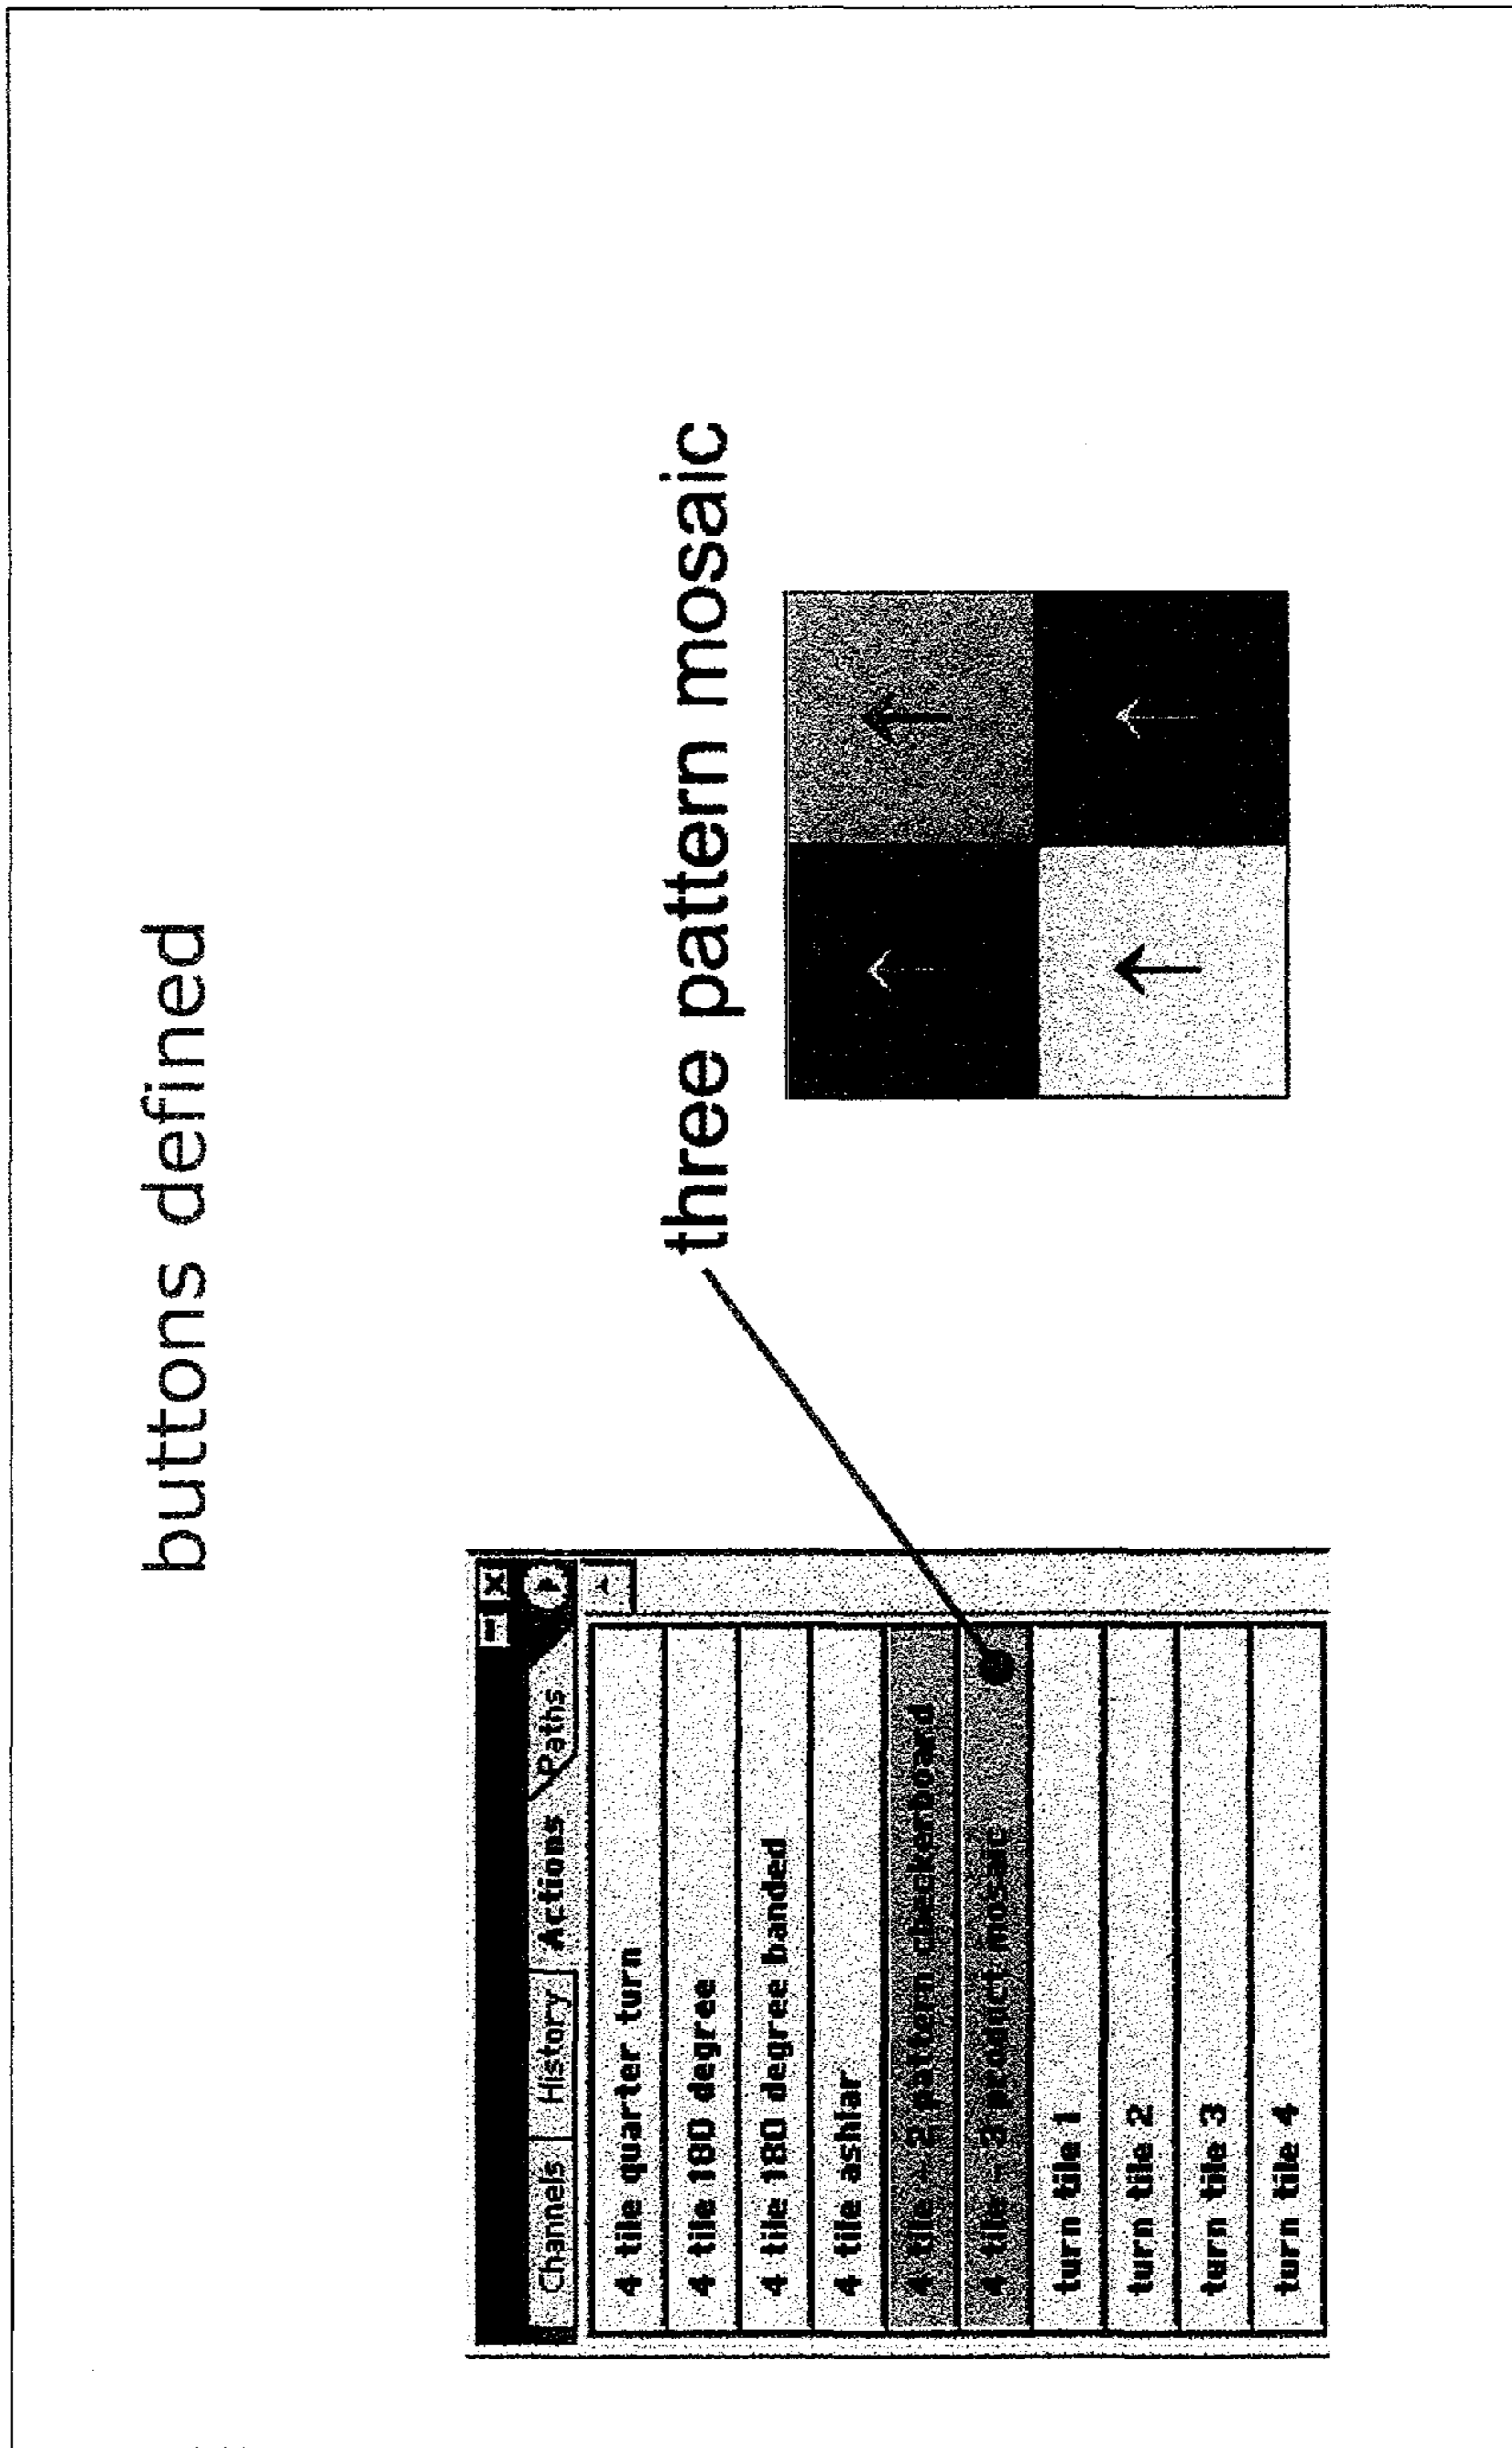 buttons defined
three pattern mosaic
Channels History Actions Paths
4 tile quarter turn
4 tile 180 degree
4 tile 180 degree banded
4 tile ashlar
4 tile - 2 pattern checkerboard
4 tile - 3 product mosaic
turn tile 1
turn tile 2
turn tile 3
turn tile 4